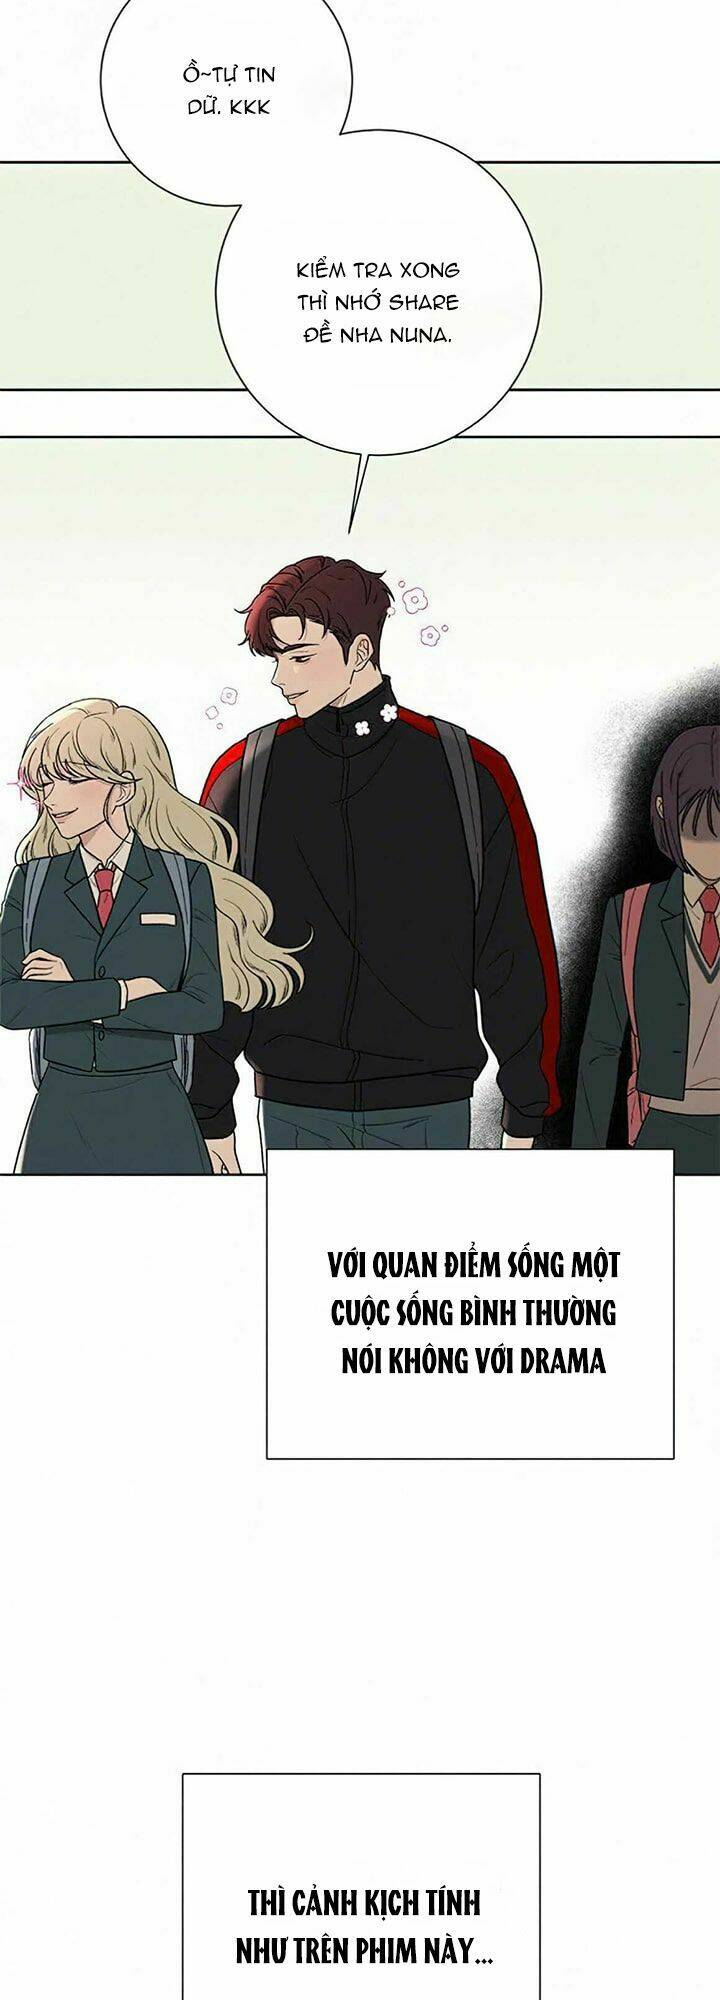 Ồ~TỰ TIN
DỮ. KKK
KIỂM TRA XONG
THÌ NHỚ SHARE
ĐỀ NHA NUNA.
VỚI QUAN ĐIỂM SỐNG MỘT
CUỘC SỐNG BÌNH THƯỜNG
NÓI KHÔNG VỚI DRAMA
THÌ CẢNH KỊCH TÍNH
NHƯ TRÊN PHIM NÀY...